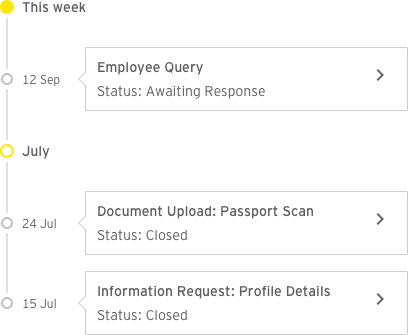 This week
12 Sep
Employee Query
Status: Awaiting Response
July
24 Jul
Document Upload: Passport Scan
Status: Closed
15 Jul
Information Request: Profile Details
Status: Closed